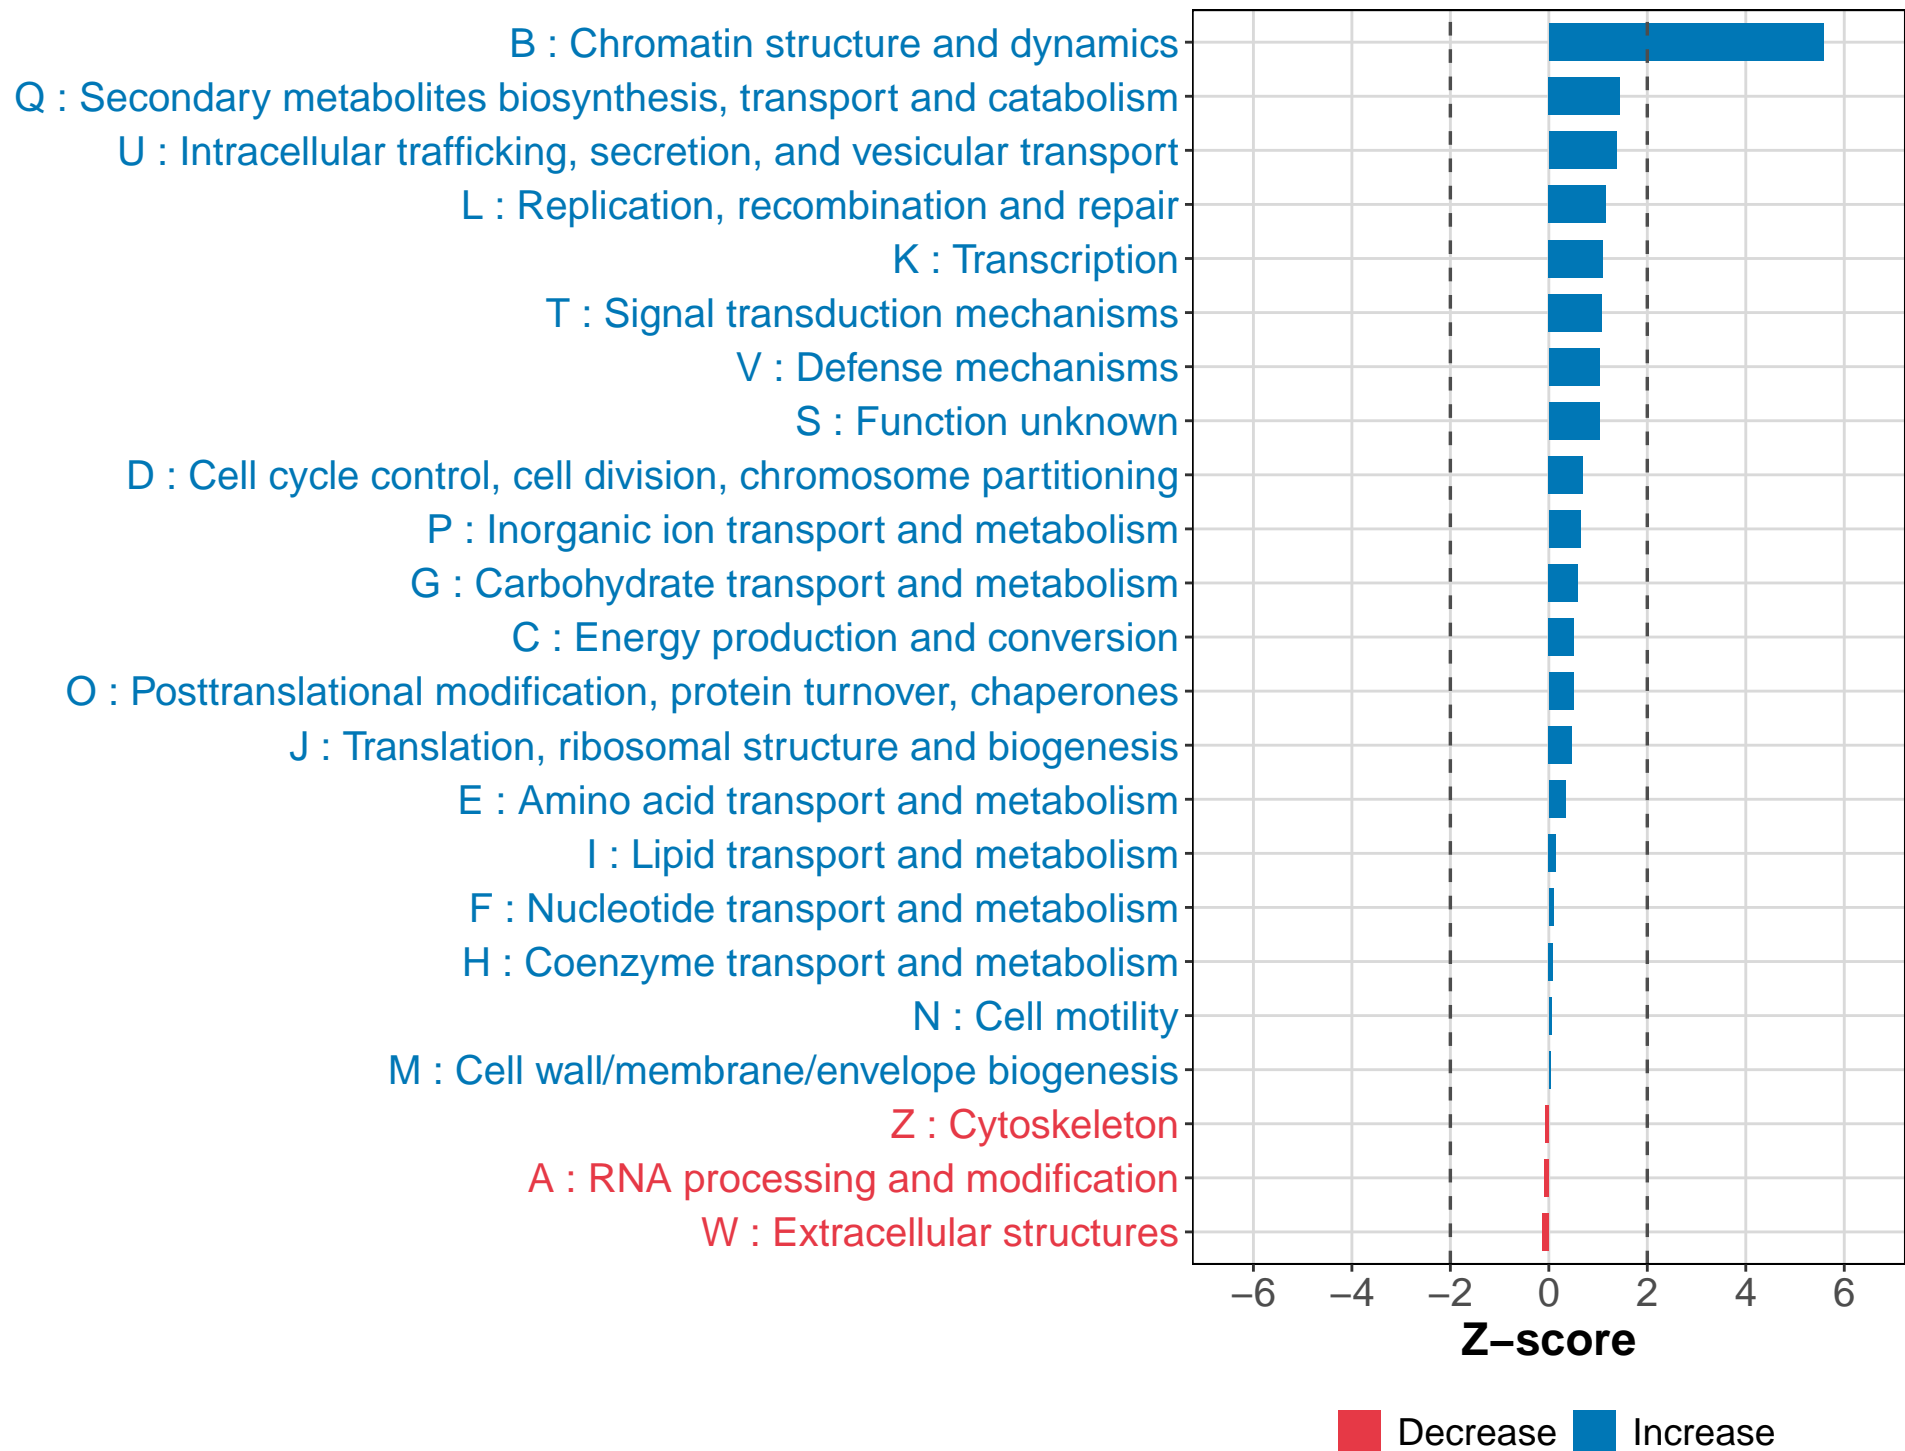 B : Chromatin structure and dynamics
Q : Secondary metabolites biosynthesis, transport and catabolism
U : Intracellular trafficking, secretion, and vesicular transport
L : Replication, recombination and repair
K : Transcription
T : Signal transduction mechanisms
V : Defense mechanisms
S : Function unknown
D : Cell cycle control, cell division, chromosome partitioning
P : Inorganic ion transport and metabolism
G : Carbohydrate transport and metabolism
C : Energy production and conversion
O : Posttranslational modification, protein turnover, chaperones
J : Translation, ribosomal structure and biogenesis
E : Amino acid transport and metabolism
I : Lipid transport and metabolism
F : Nucleotide transport and metabolism
H : Coenzyme transport and metabolism
N : Cell motility
M : Cell wall/membrane/envelope biogenesis
Z : Cytoskeleton
A : RNA processing and modification
W : Extracellular structures
−6 −4 −2 0 2 4 6
Z−score
Decrease Increase